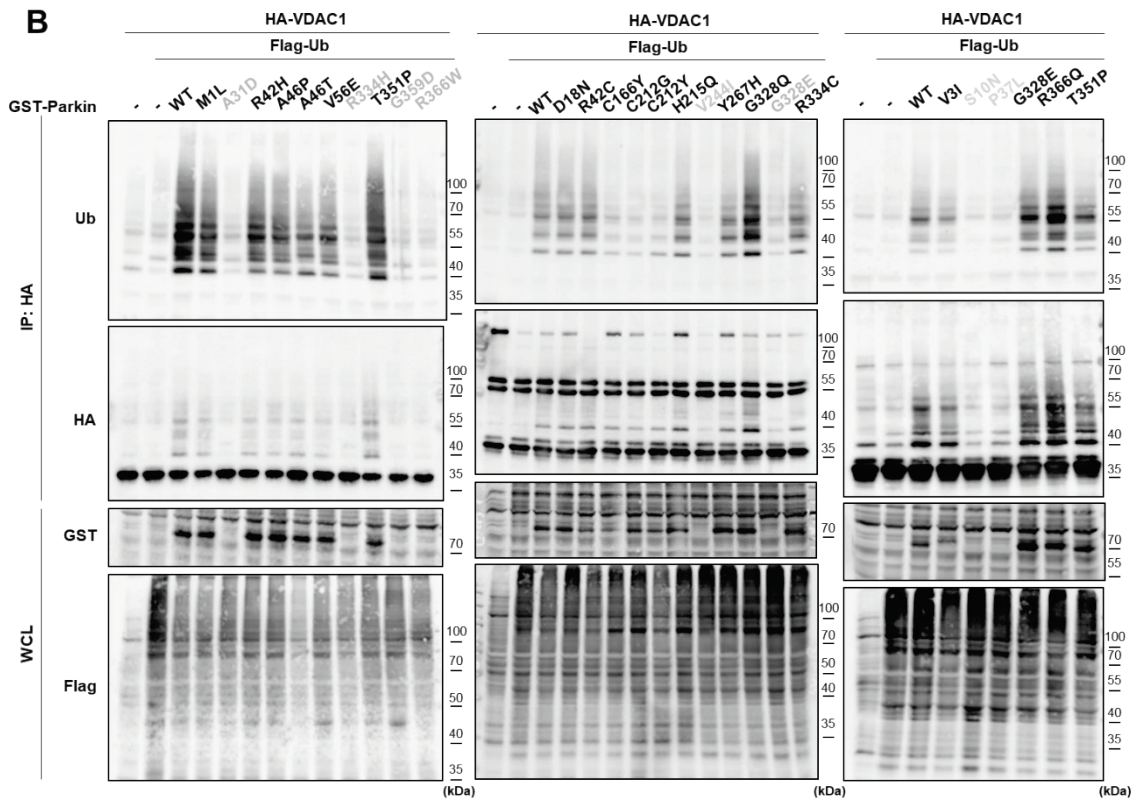 B
HA-VDAC1
Flag-Ub
GST-Parkin - - WT M1L A31D R42H A46P A46T V56E R334H T351P G359D R366W
HA-VDAC1
Flag-Ub
- - WT D18N R42C C166Y C212G C212Y H215Q V244I Y267H G328Q G328E R334C
HA-VDAC1
Flag-Ub
- - WT V3I S10N P37L G328E R366Q T351P
IP: HA
Ub
100
70
55
40
35
100
70
55
40
35
100
70
55
40
35
HA
100
70
55
40
35
100
70
55
40
35
100
70
55
40
35
WCL
GST
70
70
70
55
Flag
100
70
50
40
35
100
70
50
40
35
100
70
55
40
35
(kDa)
(kDa)
(kDa)